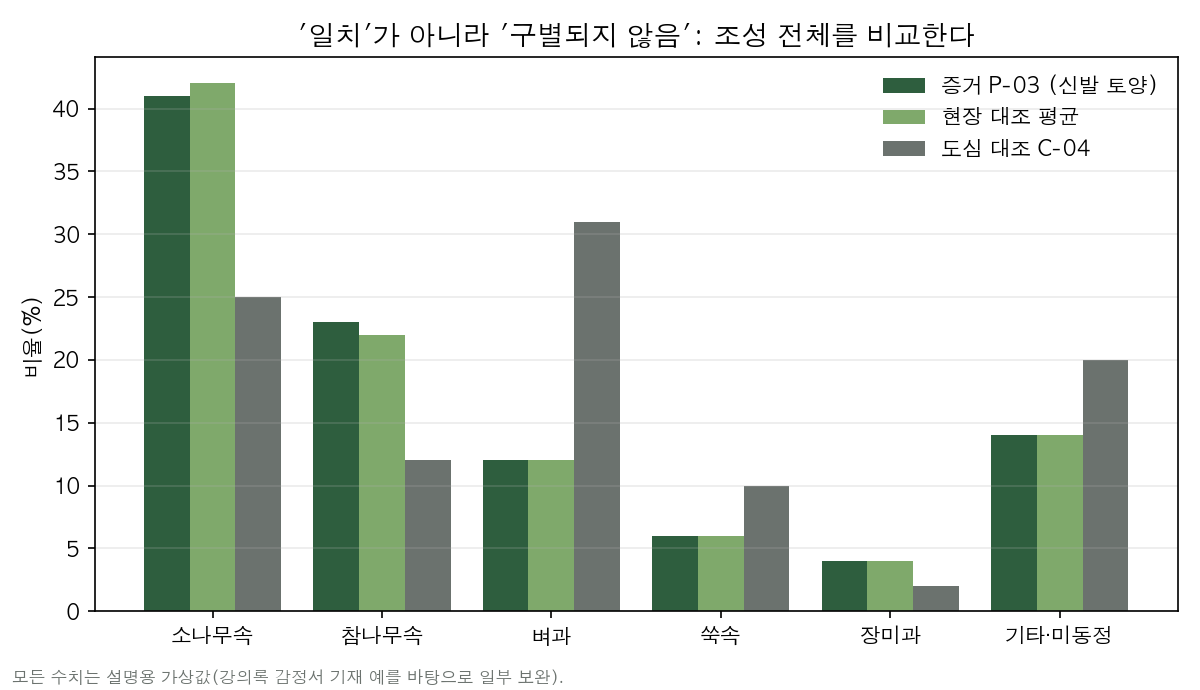 '일치'가 아니라 '구별되지 않음': 조성 전체를 비교한다
증거 P-03 (신발 토양)
현장 대조 평균
도심 대조 C-04
비율(%)
40
35
30
25
20
15
10
5
0
소나무속 참나무속 벼과 쑥속 장미과 기타·미동정
모든 수치는 설명용 가상값(강의록 감정서 기재 예를 바탕으로 일부 보완).